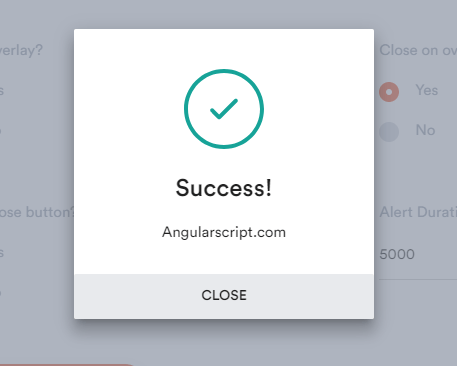 verlay?
Close on ov
s
Yes
No
Success!
ose button?
Alert Durati
Angularscript.com
s
5000
CLOSE